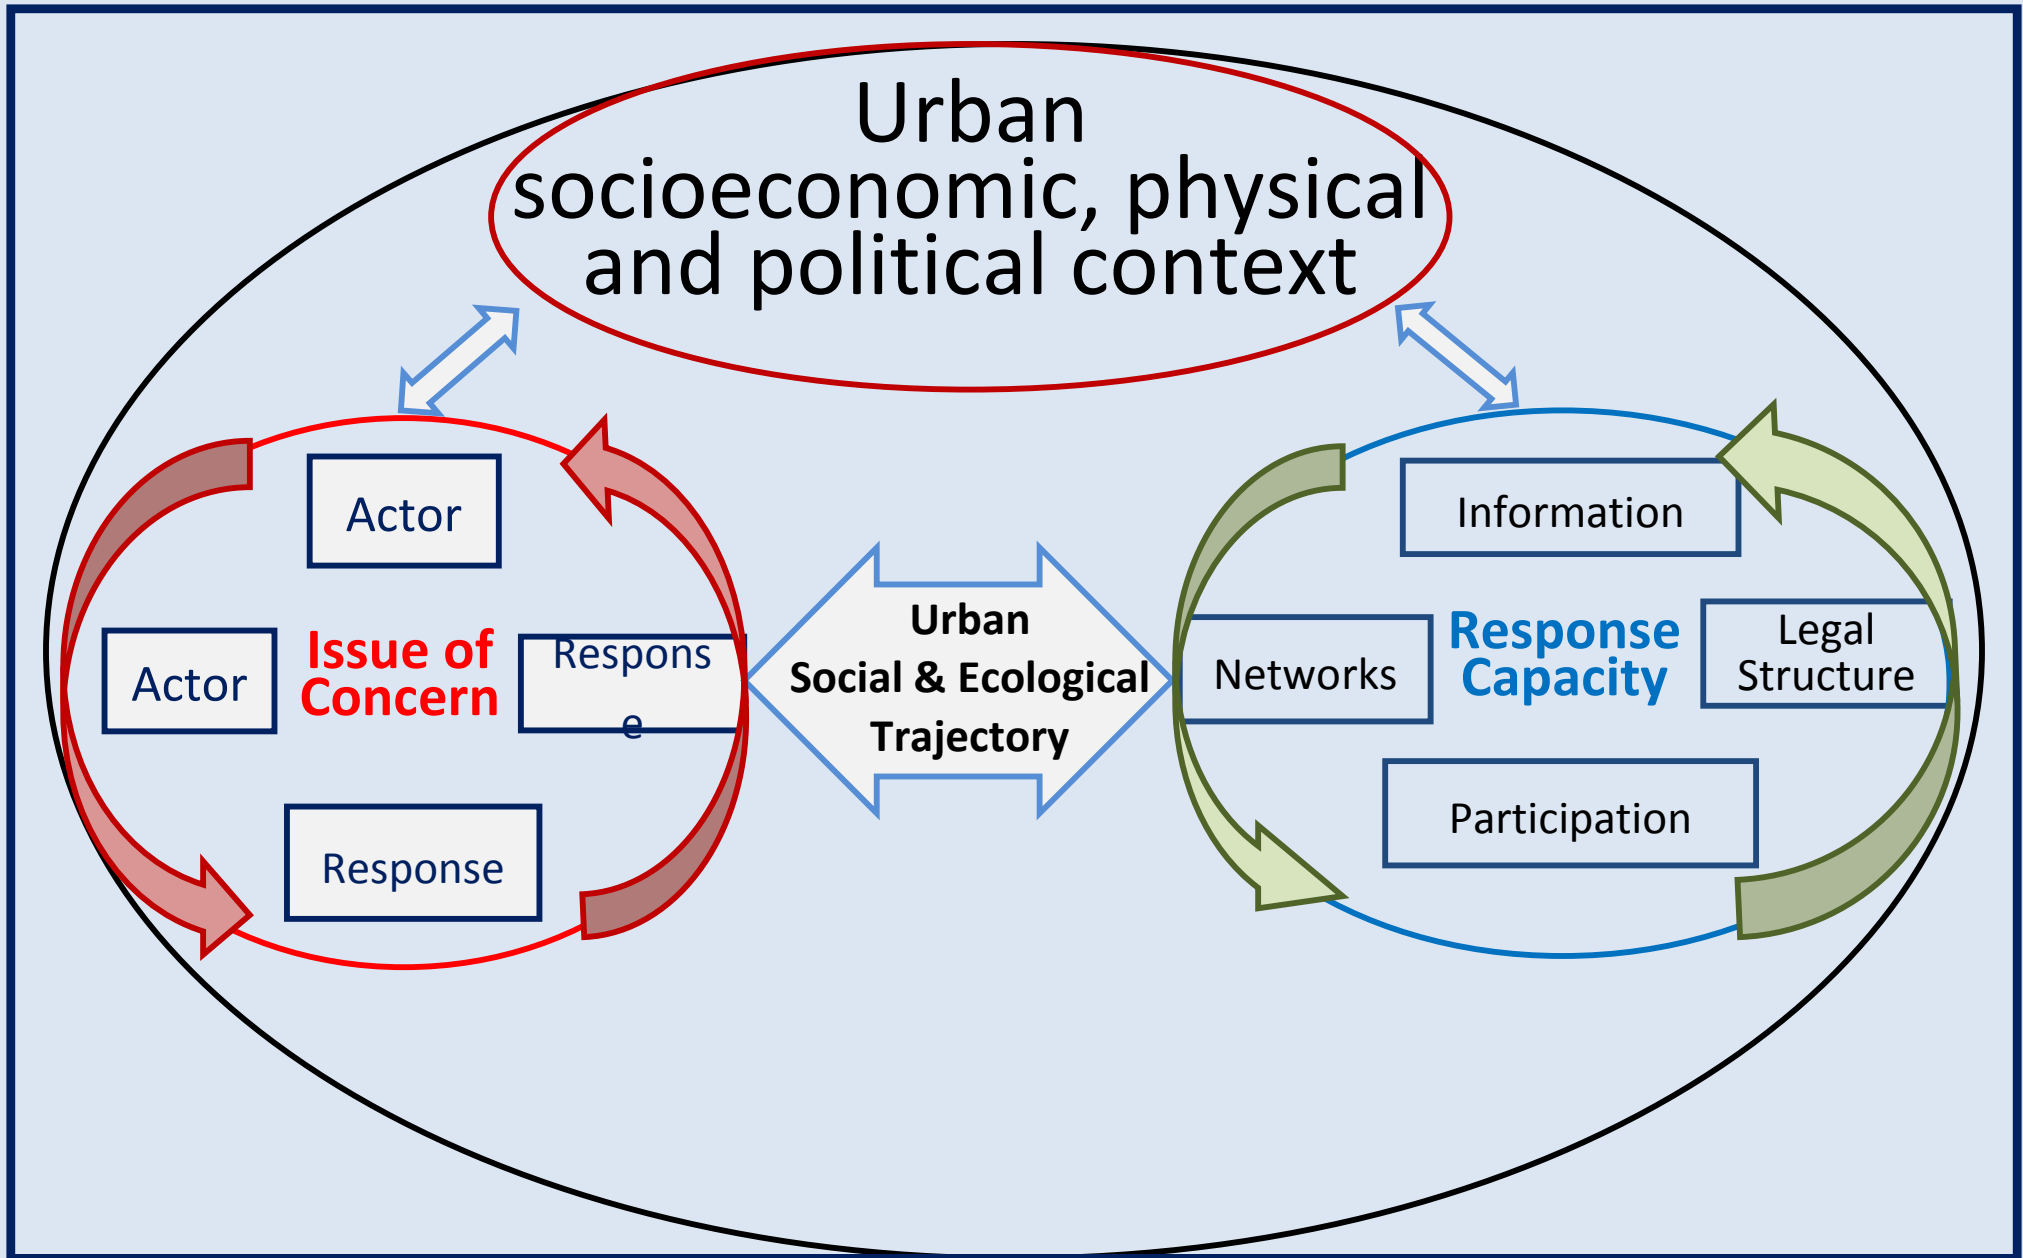 Urban
socioeconomic, physical
and political context
Actor
Actor
Issue of
Concern
Respons
e
Response
Urban
Social & Ecological
Trajectory
Information
Networks
Response
Capacity
Legal
Structure
Participation